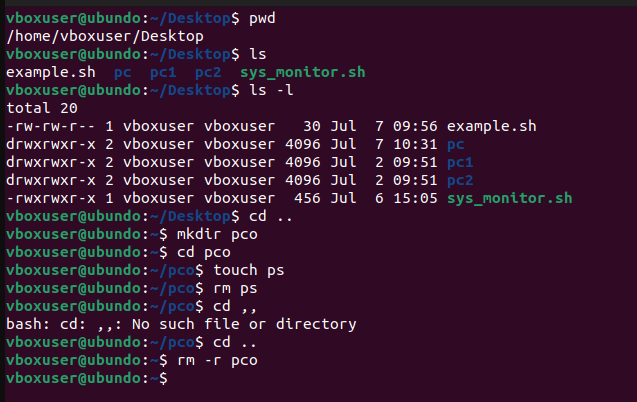 vboxuser@ubundo:~/Desktop$ pwd
/home/vboxuser/Desktop
vboxuser@ubundo:~/Desktop$ ls
example.sh  pc  pc1  pc2  sys_monitor.sh
vboxuser@ubundo:~/Desktop$ ls -l
total 20
-rw-rw-r-- 1 vboxuser vboxuser   30 Jul  7 09:56 example.sh
drwxrwxr-x 2 vboxuser vboxuser 4096 Jul  7 10:31 pc
drwxrwxr-x 2 vboxuser vboxuser 4096 Jul  2 09:51 pc1
drwxrwxr-x 2 vboxuser vboxuser 4096 Jul  2 09:51 pc2
-rwxrwxr-x 1 vboxuser vboxuser  456 Jul  6 15:05 sys_monitor.sh
vboxuser@ubundo:~/Desktop$ cd ..
vboxuser@ubundo:~$ mkdir pco
vboxuser@ubundo:~$ cd pco
vboxuser@ubundo:~/pco$ touch ps
vboxuser@ubundo:~/pco$ rm ps
vboxuser@ubundo:~/pco$ cd ,,
bash: cd: ,,: No such file or directory
vboxuser@ubundo:~/pco$ cd ..
vboxuser@ubundo:~$ rm -r pco
vboxuser@ubundo:~$